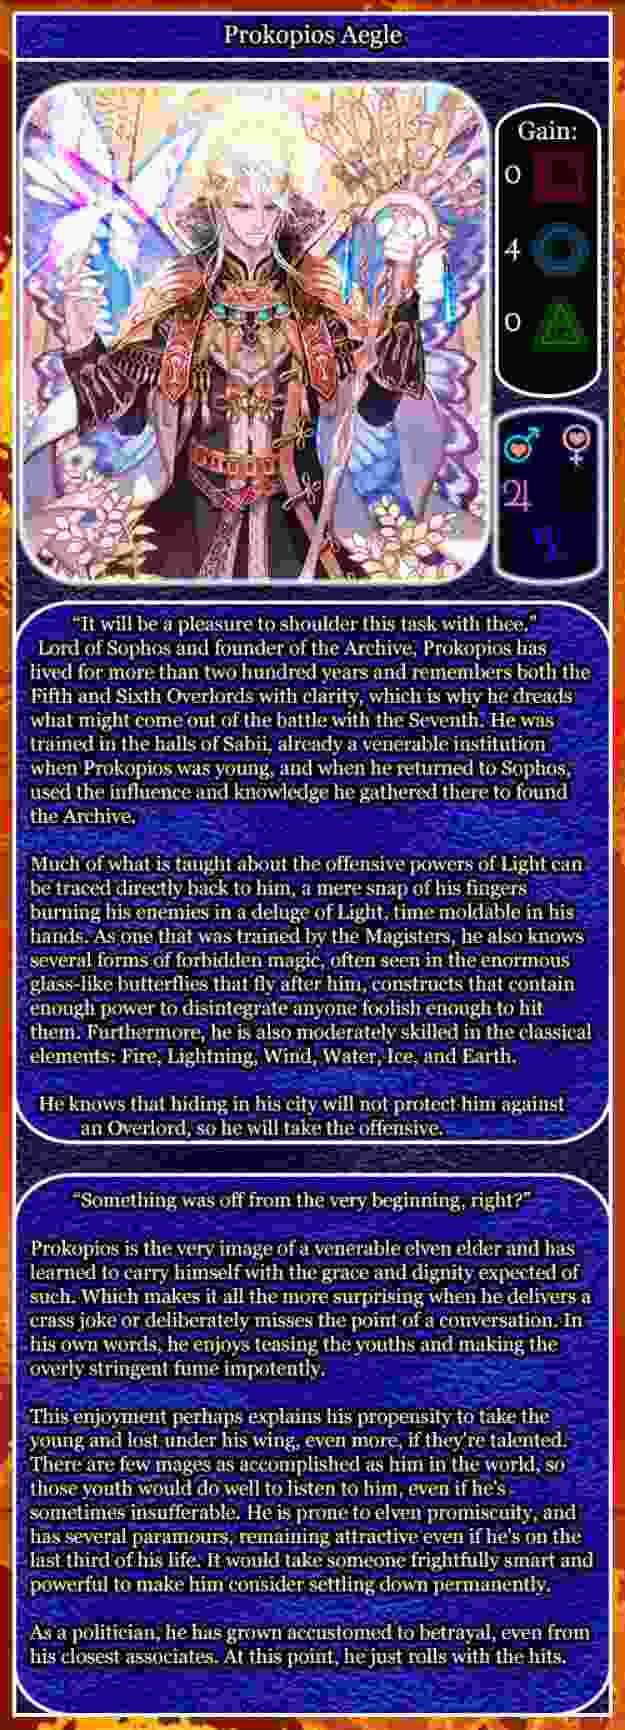 Prokopios Aegle
Gain:
0
4
0
“It will be a pleasure to shoulder this task with thee.”
Lord of Sophos and founder of the Archive, Prokopios has
lived for more than two hundred years and remembers both the
Fifth and Sixth Overlords with clarity, which is why he dreads
what might come out of the battle with the Seventh. He was
trained in the halls of Sabii, already a venerable institution
when Prokopios was young, and when he returned to Sophos,
used the influence and knowledge he gathered there to found
the Archive.
Much of what is taught about the offensive powers of Light can
be traced directly back to him, a mere snap of his fingers
burning his enemies in a deluge of Light, time moldable in his
hands. As one that was trained by the Magisters, he also knows
several forms of forbidden magic, often seen in the enormous
glass-like butterflies that fly after him, constructs that contain
enough power to disintegrate anyone foolish enough to hit
them. Furthermore, he is also moderately skilled in the classical
elements: Fire, Lightning, Wind, Water, Ice, and Earth.
He knows that hiding in his city will not protect him against
an Overlord, so he will take the offensive.
“Something was off from the very beginning, right?”
Prokopios is the very image of a venerable elven elder and has
learned to carry himself with the grace and dignity expected of
such. Which makes it all the more surprising when he delivers a
crass joke or deliberately misses the point of a conversation. In
his own words, he enjoys teasing the youths and making the
overly stringent fume impotently.
This enjoyment perhaps explains his propensity to take the
young and lost under his wing, even more, if they're talented.
There are few mages as accomplished as him in the world, so
those youth would do well to listen to him, even if he's
sometimes insufferable. He is prone to elven promiscuity, and
has several paramours, remaining attractive even if he's on the
last third of his life. It would take someone frightfully smart and
powerful to make him consider settling down permanently.
As a politician, he has grown accustomed to betrayal, even from
his closest associates. At this point, he just rolls with the hits.